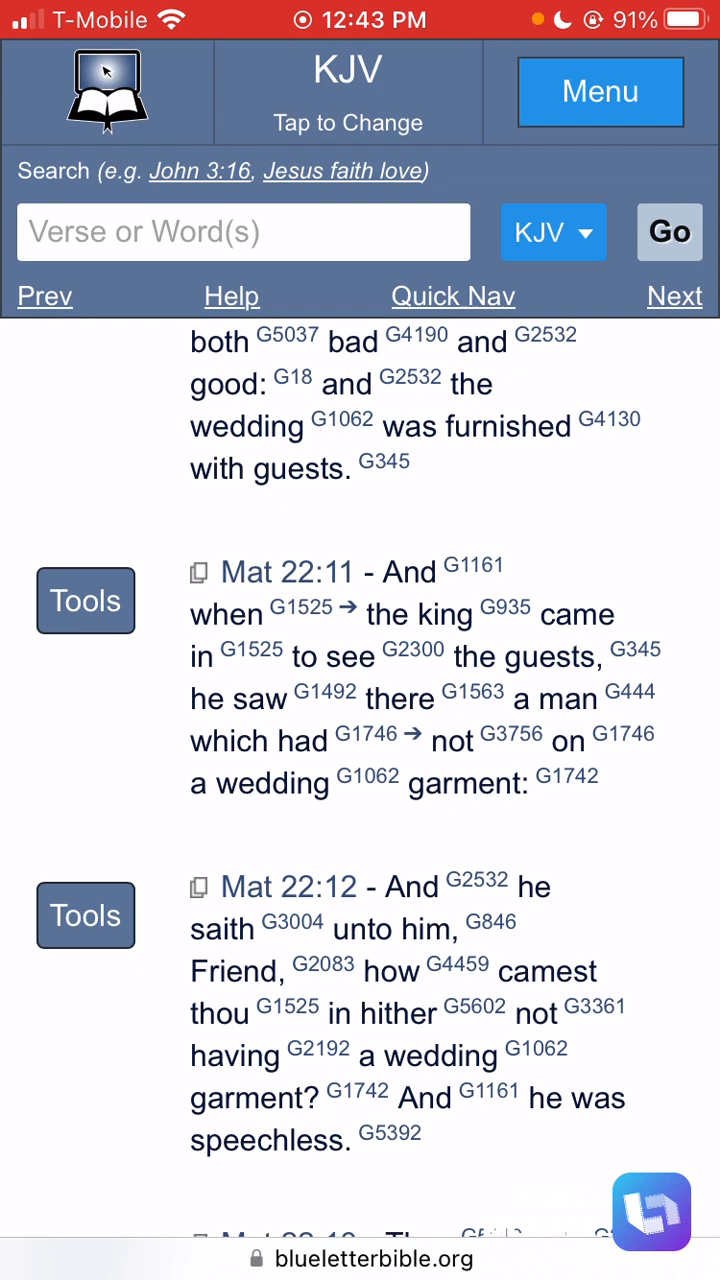 T-Mobile 12:43 PM 91%
KJV
Tap to Change
Menu
Search (e.g. John 3:16, Jesus faith love)
Verse or Word(s) KJV Go
Prev Help Quick Nav Next
both G5037 bad G4190 and G2532
good: G18 and G2532 the
wedding G1062 was furnished G4130
with guests. G345
Tools
Mat 22:11 - And G1161
when G1525 → the king G935 came
in G1525 to see G2300 the guests, G345
he saw G1492 there G1563 a man G444
which had G1746 → not G3756 on G1746
a wedding G1062 garment: G1742
Tools
Mat 22:12 - And G2532 he
saith G3004 unto him, G846
Friend, G2083 how G4459 camest
thou G1525 in hither G5602 not G3361
having G2192 a wedding G1062
garment? G1742 And G1161 he was
speechless. G5392
blueletterbible.org